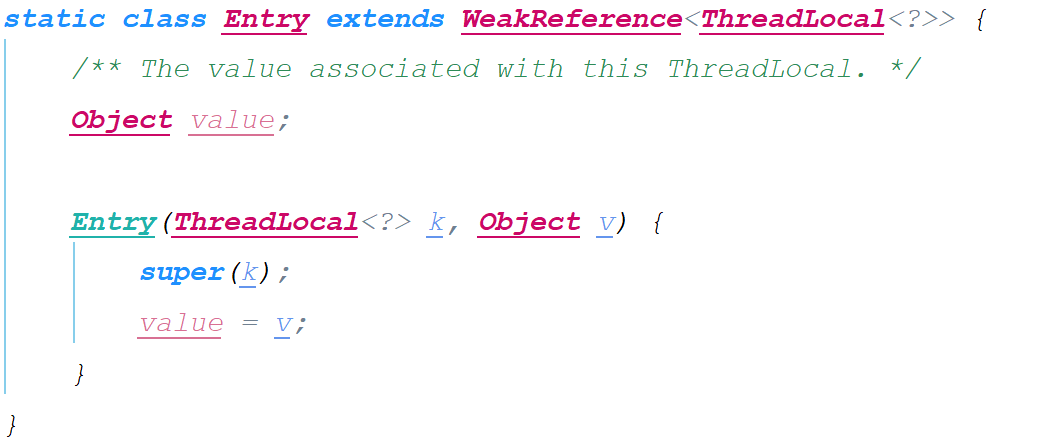 static class Entry extends WeakReference<ThreadLocal<?>> {
/** The value associated with this ThreadLocal. */
Object value;
Entry(ThreadLocal<?> k, Object v) {
super(k);
value = v;
}
}